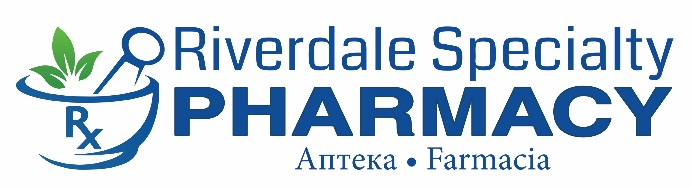 Riverdale Specialty
Rx
PHARMACY
Аптека • Farmacia